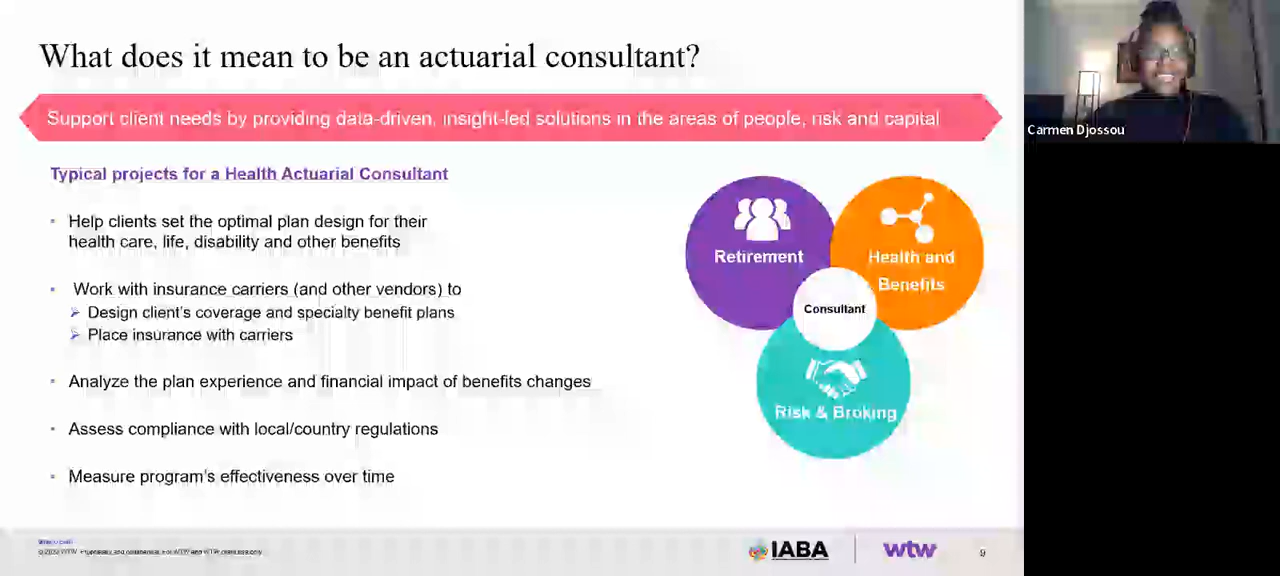 What does it mean to be an actuarial consultant?
Support client needs by providing data-driven, insight-led solutions in the areas of people, risk and capital
Typical projects for a Health Actuarial Consultant
Help clients set the optimal plan design for their
health care, life, disability and other benefits
Work with insurance carriers (and other vendors) to
Design client's coverage and specialty benefit plans
Place insurance with carriers
Analyze the plan experience and financial impact of benefits changes
Assess compliance with local/country regulations
Measure program's effectiveness over time
Retirement
Health and
Benefits
Consultant
Risk & Broking
IABA
wtw
9
Carmen Djossou